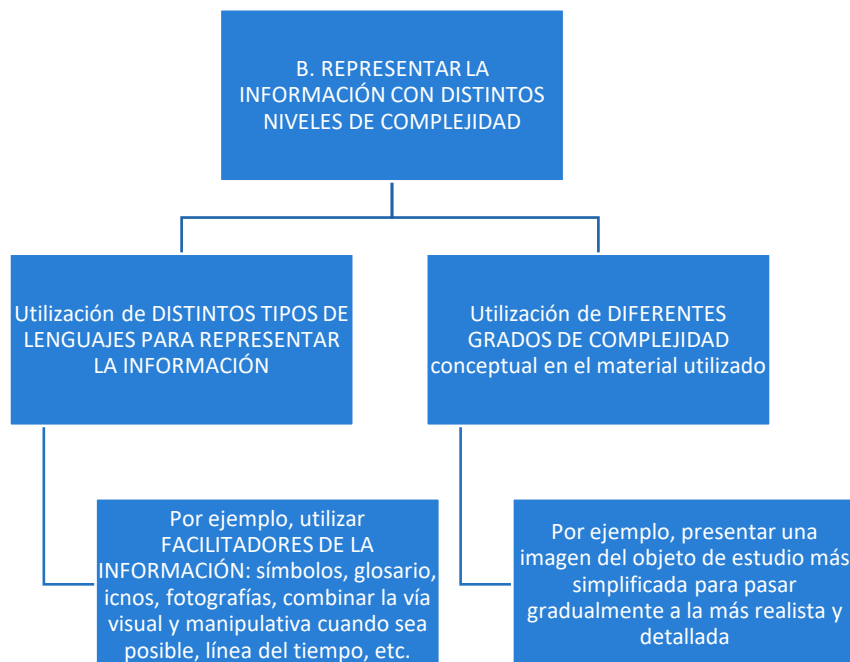 B. REPRESENTAR LA
INFORMACIÓN CON DISTINTOS
NIVELES DE COMPLEJIDAD
Utilización de DISTINTOS TIPOS DE
LENGUAJES PARA REPRESENTAR
LA INFORMACIÓN
Utilización de DIFERENTES
GRADOS DE COMPLEJIDAD
conceptual en el material utilizado
Por ejemplo, utilizar
FACILITADORES DE LA
INFORMACIÓN: símbolos, glosario,
icnos, fotografías, combinar la vía
visual y manipulativa cuando sea
posible, línea del tiempo, etc.
Por ejemplo, presentar una
imagen del objeto de estudio más
simplificada para pasar
gradualmente a la más realista y
detallada